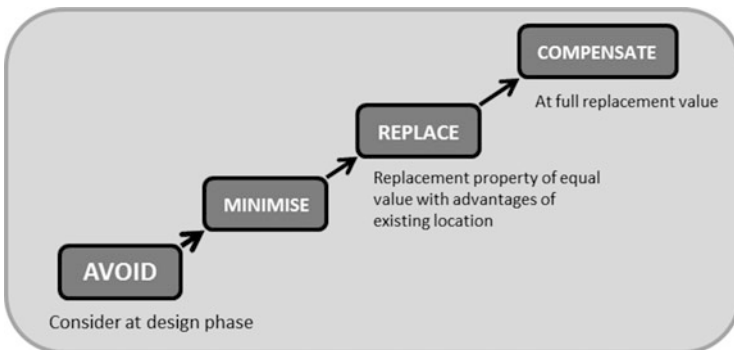 COMPENSATE
At full replacement value
REPLACE
Replacement property of equal
value with advantages of
existing location
MINIMISE
AVOID
Consider at design phase